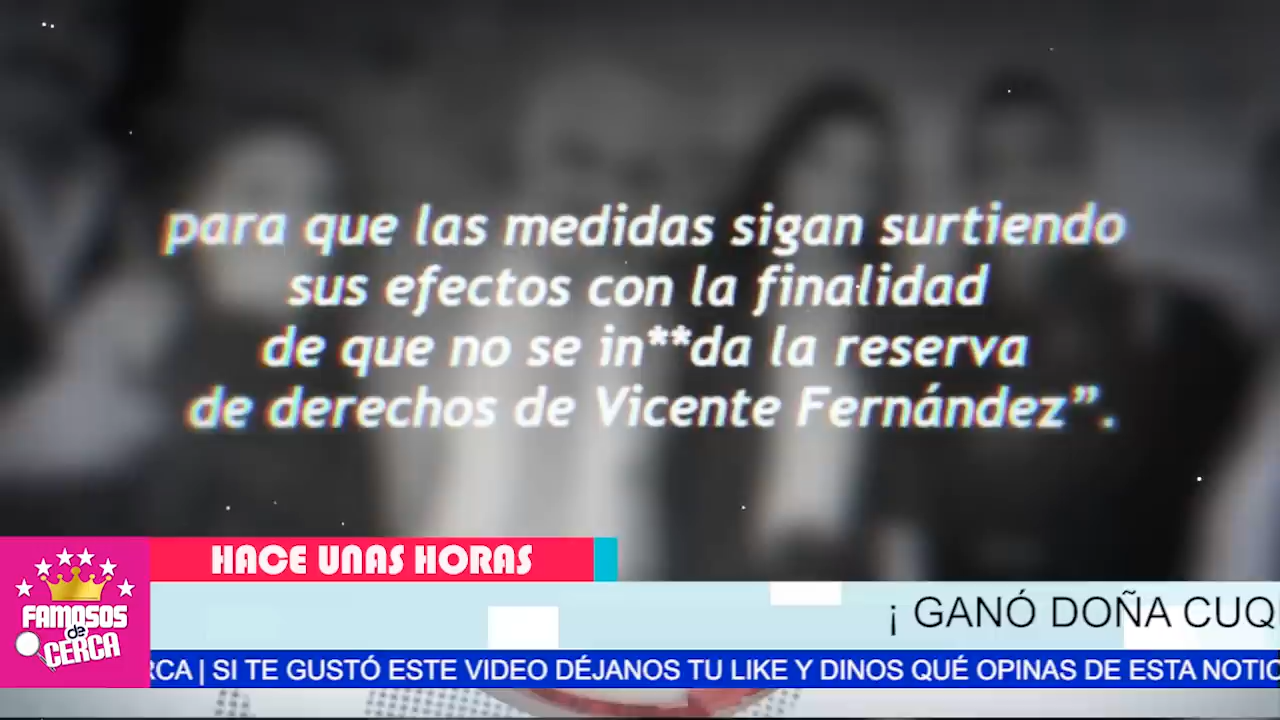 para que las medidas sigan surtiendo
sus efectos con la finalidad
de que no se in**da la reserva
de derechos de Vicente Fernández”.
HACE UNAS HORAS
¡ GANÓ DOÑA CUQ
FAMOSOS
de
CERCA
RCA | SI TE GUSTÓ ESTE VIDEO DÉJANOS TU LIKE Y DINOS QUÉ OPINAS DE ESTA NOTIC